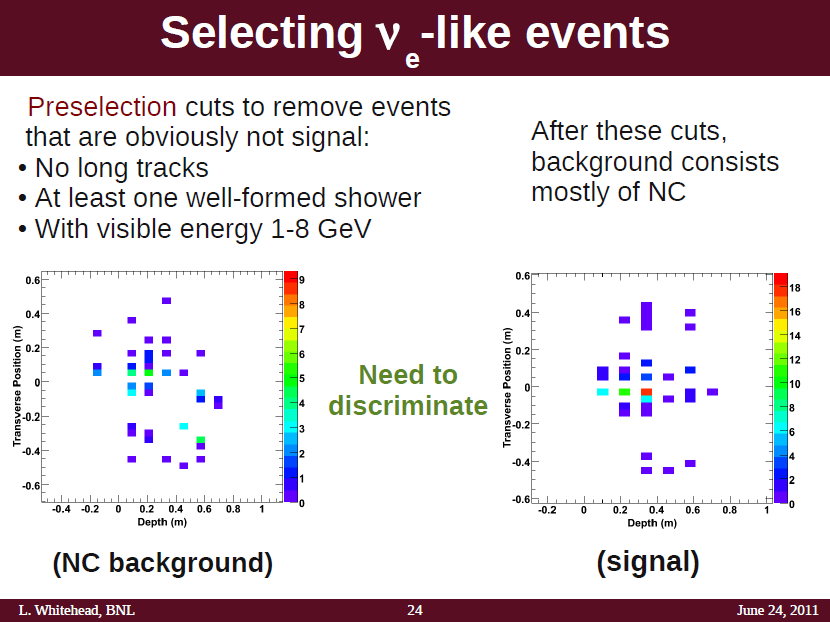 Selecting νe-like events
Preselection cuts to remove events
that are obviously not signal:
• No long tracks
• At least one well-formed shower
• With visible energy 1-8 GeV
After these cuts,
background consists
mostly of NC
Transverse Position (m)
0.6
0.4
0.2
0
-0.2
-0.4
-0.6
-0.4 -0.2 0 0.2 0.4 0.6 0.8 1
Depth (m)
9
8
7
6
5
4
3
2
1
0
Need to
discriminate
Transverse Position (m)
0.6
0.4
0.2
0
-0.2
-0.4
-0.6
-0.2 0 0.2 0.4 0.6 0.8 1
Depth (m)
18
16
14
12
10
8
6
4
2
0
(NC background)
(signal)
L. Whitehead, BNL
24
June 24, 2011